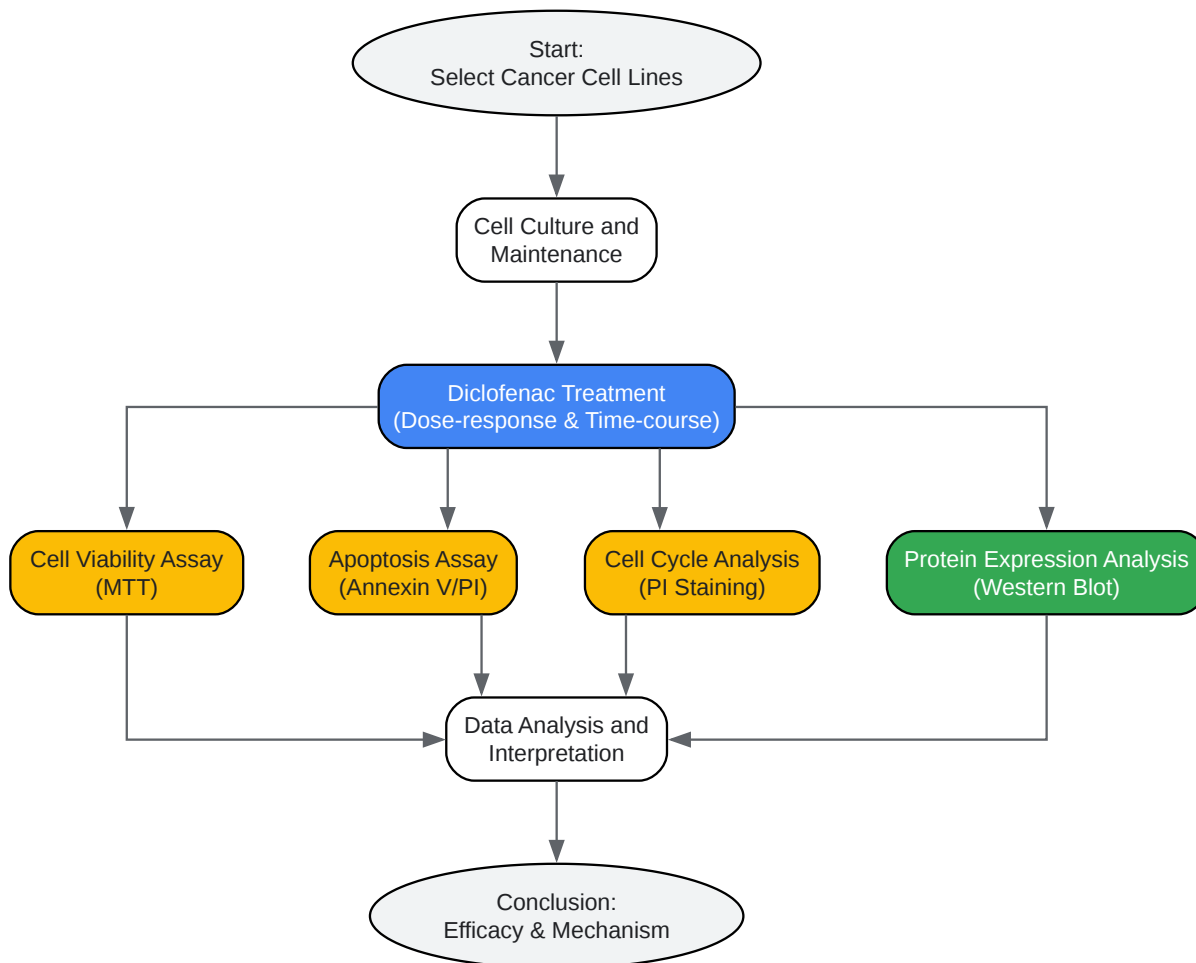 Start:
Select Cancer Cell Lines
Cell Culture and
Maintenance
Diclofenac Treatment
(Dose-response & Time-course)
Cell Viability Assay
(MTT)
Apoptosis Assay
(Annexin V/PI)
Cell Cycle Analysis
(PI Staining)
Protein Expression Analysis
(Western Blot)
Data Analysis and
Interpretation
Conclusion:
Efficacy & Mechanism